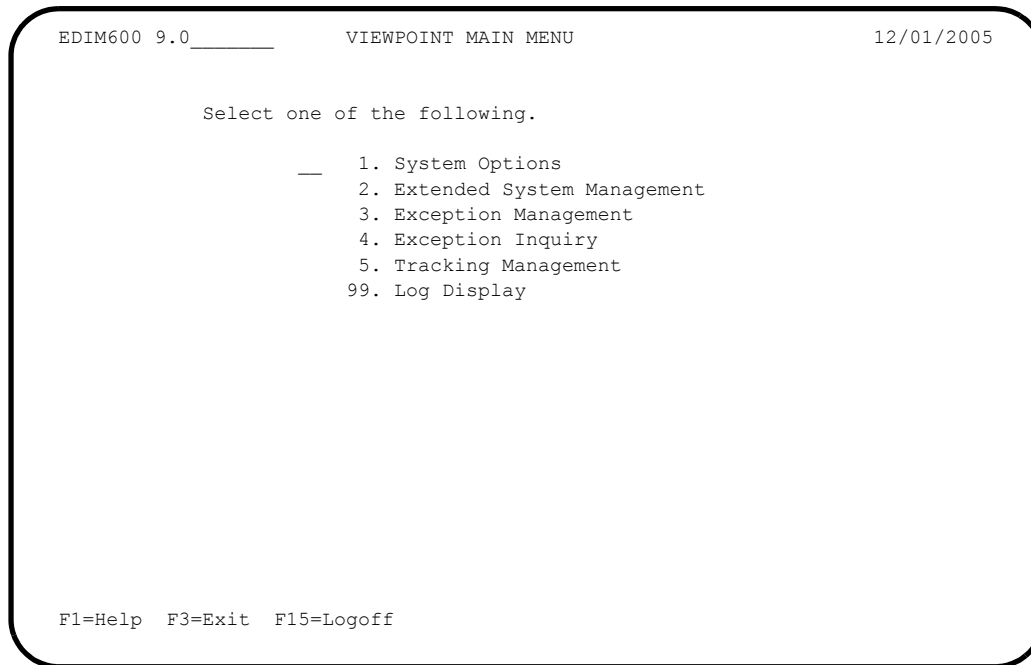 EDIM600 9.0_______ VIEWPOINT MAIN MENU 12/01/2005
Select one of the following.
__ 1. System Options
2. Extended System Management
3. Exception Management
4. Exception Inquiry
5. Tracking Management
99. Log Display
F1=Help F3=Exit F15=Logoff